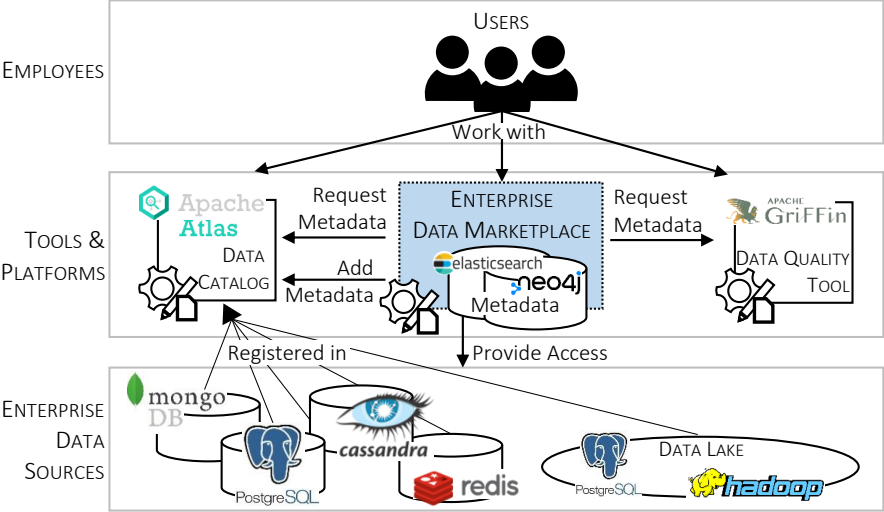 USERS
EMPLOYEES
Work with
TOOLS &
PLATFORMS
APACHE
Atlas
DATA
CATALOG
Request
Metadata
Add
Metadata
ENTERPRISE
DATA MARKETPLACE
elasticsearch
neo4j
Metadata
Request
Metadata
APACHE
GRIFFIN
DATA QUALITY
TOOL
Registered in
Provide Access
ENTERPRISE
DATA
SOURCES
mongo
DB
PostgreSQL
cassandra
redis
DATA LAKE
PostgreSQL
hadoop